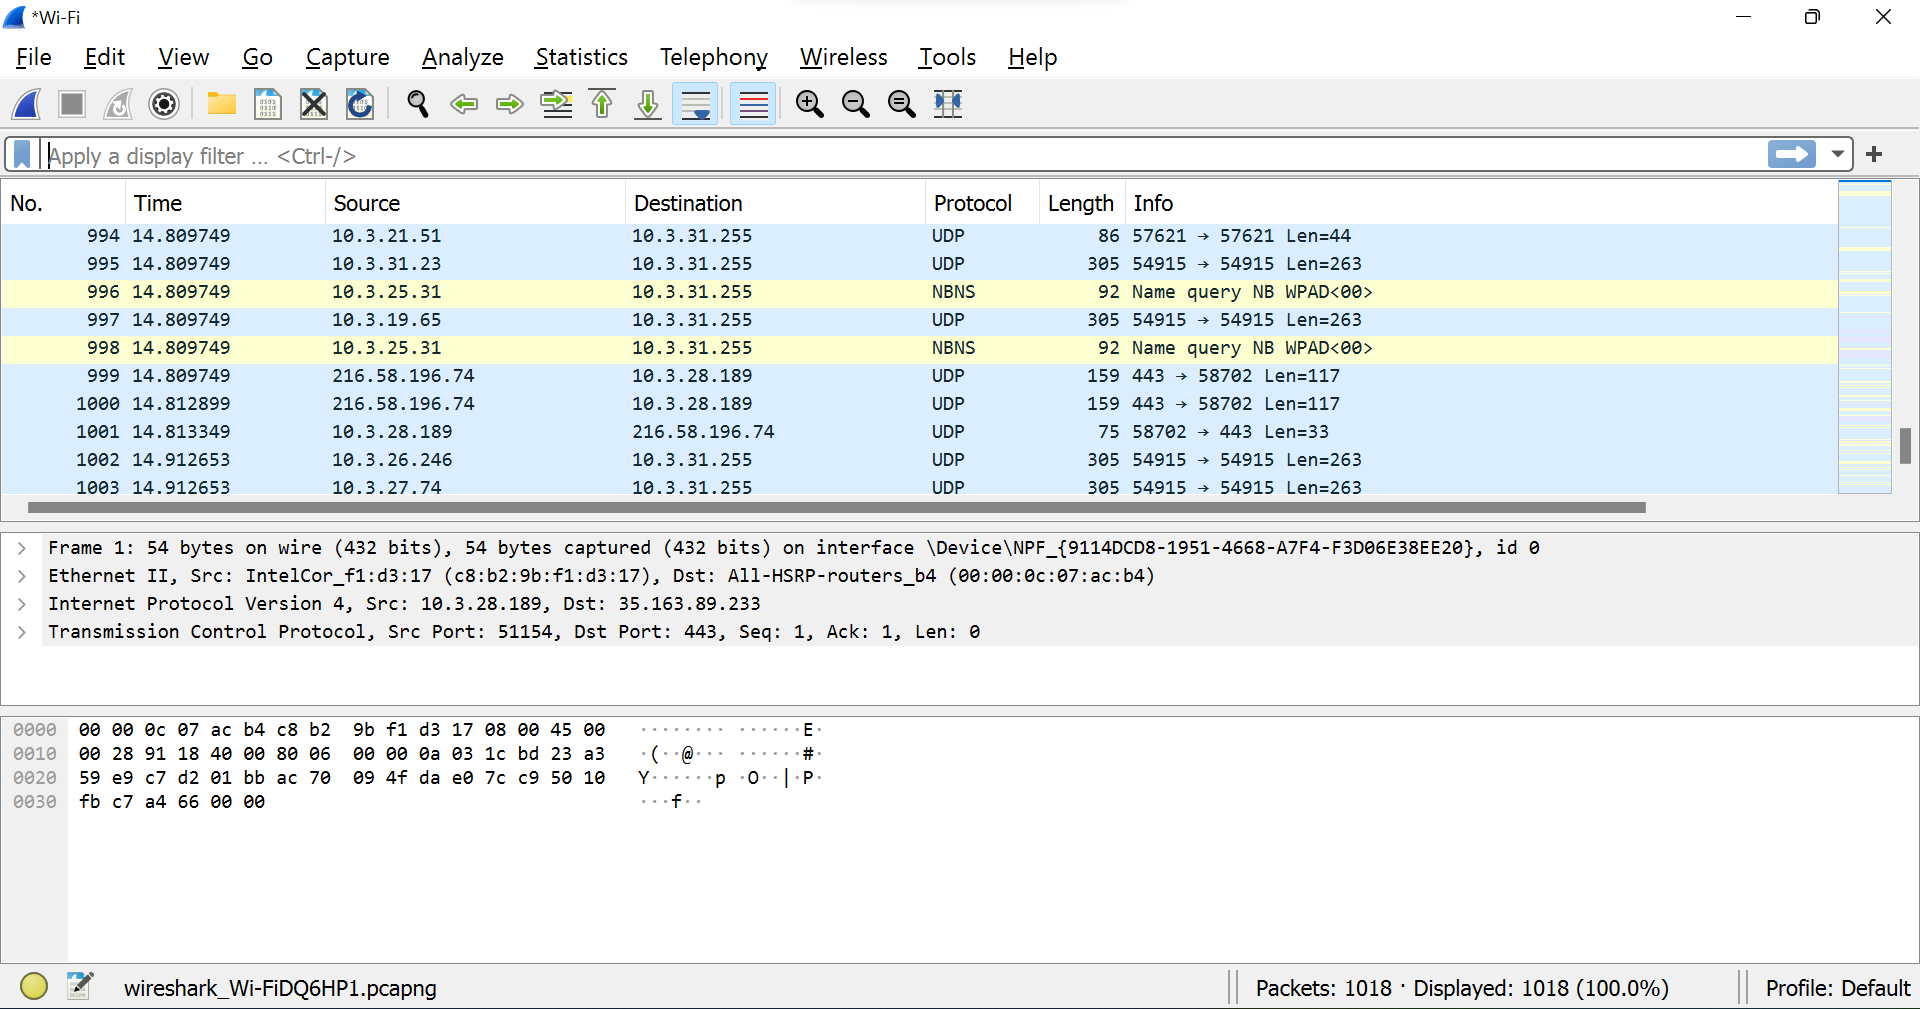 *Wi-Fi
File Edit View Go Capture Analyze Statistics Telephony Wireless Tools Help
Apply a display filter ... <Ctrl-/>
No. Time Source Destination Protocol Length Info
994 14.809749 10.3.21.51 10.3.31.255 UDP 86 57621 → 57621 Len=44
995 14.809749 10.3.31.23 10.3.31.255 UDP 305 54915 → 54915 Len=263
996 14.809749 10.3.25.31 10.3.31.255 NBNS 92 Name query NB WPAD<00>
997 14.809749 10.3.19.65 10.3.31.255 UDP 305 54915 → 54915 Len=263
998 14.809749 10.3.25.31 10.3.31.255 NBNS 92 Name query NB WPAD<00>
999 14.809749 216.58.196.74 10.3.28.189 UDP 159 443 → 58702 Len=117
1000 14.812899 216.58.196.74 10.3.28.189 UDP 159 443 → 58702 Len=117
1001 14.813349 10.3.28.189 216.58.196.74 UDP 75 58702 → 443 Len=33
1002 14.912653 10.3.26.246 10.3.31.255 UDP 305 54915 → 54915 Len=263
1003 14.912653 10.3.27.74 10.3.31.255 UDP 305 54915 → 54915 Len=263
> Frame 1: 54 bytes on wire (432 bits), 54 bytes captured (432 bits) on interface \Device\NPF_{9114DCD8-1951-4668-A7F4-F3D06E38EE20}, id 0
> Ethernet II, Src: IntelCor_f1:d3:17 (c8:b2:9b:f1:d3:17), Dst: All-HSRP-routers_b4 (00:00:0c:07:ac:b4)
> Internet Protocol Version 4, Src: 10.3.28.189, Dst: 35.163.89.233
> Transmission Control Protocol, Src Port: 51154, Dst Port: 443, Seq: 1, Ack: 1, Len: 0
0000 00 00 0c 07 ac b4 c8 b2 9b f1 d3 17 08 00 45 00 ········ ······E·
0010 00 28 91 18 40 00 80 06 00 00 0a 03 1c bd 23 a3 ·(··@··· ······#·
0020 59 e9 c7 d2 01 bb ac 70 09 4f da e0 7c c9 50 10 Y······p ·O··|·P·
0030 fb c7 a4 66 00 00 ···f··
wireshark_Wi-FiDQ6HP1.pcapng Packets: 1018 · Displayed: 1018 (100.0%) Profile: Default